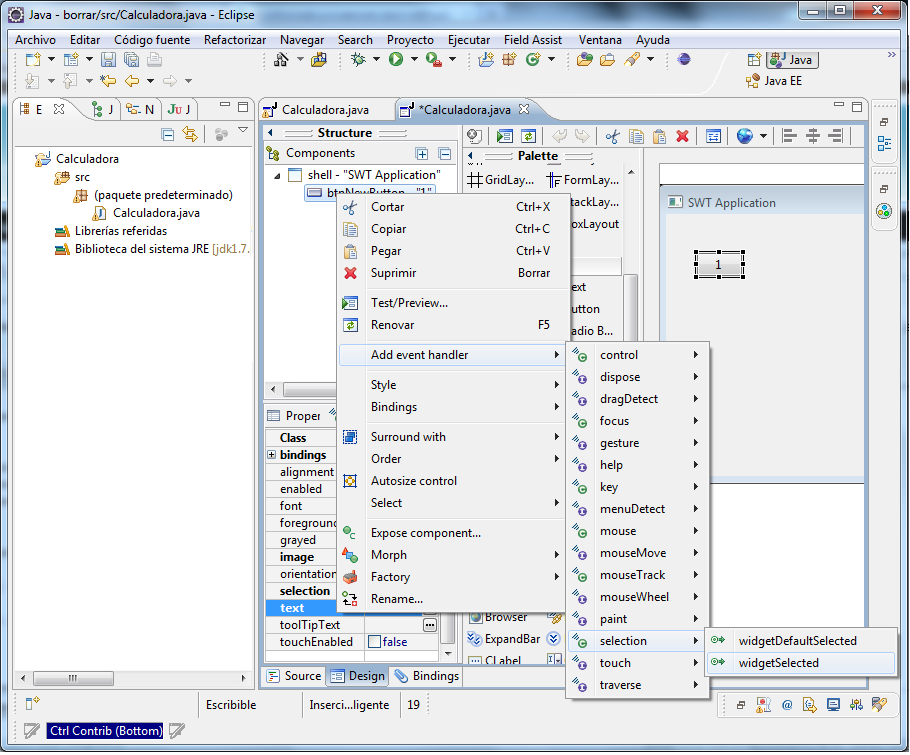 Java - borrar/src/Calculadora.java - Eclipse
Archivo Editar Código fuente Refactorizar Navegar Search Proyecto Ejecutar Field Assist Ventana Ayuda
Java
Java EE
E J N Ju J
Calculadora.java *Calculadora.java
Calculadora
src
(paquete predeterminado)
Calculadora.java
Librerías referidas
Biblioteca del sistema JRE [jdk1.7.
Structure
Components
shell - "SWT Application"
btnNewButton - "1"
Palette
GridLay... FormLay...
tackLay...
oxLayout
ext
utton
adio B...
Browser
ExpandBar
CLabel
SWT Application
1
Cortar Ctrl+X
Copiar Ctrl+C
Pegar Ctrl+V
Suprimir Borrar
Test/Preview...
Renovar F5
Add event handler
Style
Bindings
Surround with
Order
Autosize control
Select
Expose component...
Morph
Factory
Rename...
control
dispose
dragDetect
focus
gesture
help
key
menuDetect
mouse
mouseMove
mouseTrack
mouseWheel
paint
selection
touch
traverse
widgetDefaultSelected
widgetSelected
Proper
Class
bindings
alignment
enabled
font
foreground
grayed
image
orientation
selection
text
toolTipText
touchEnabled false
Source Design Bindings
Escribible Inserci...ligente 19
Ctrl Contrib (Bottom)